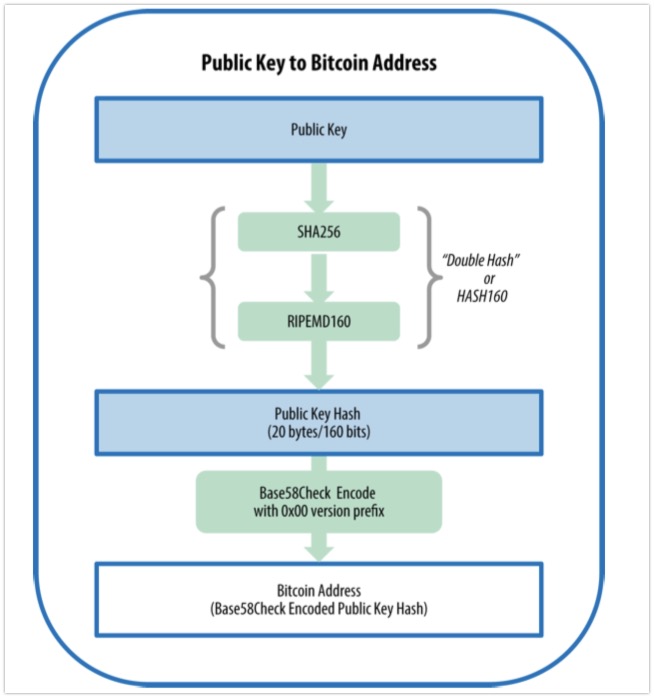 Public Key to Bitcoin Address
Public Key
SHA256
"Double Hash"
or
HASH160
RIPEMD160
Public Key Hash
(20 bytes/160 bits)
Base58Check Encode
with 0x00 version prefix
Bitcoin Address
(Base58Check Encoded Public Key Hash)